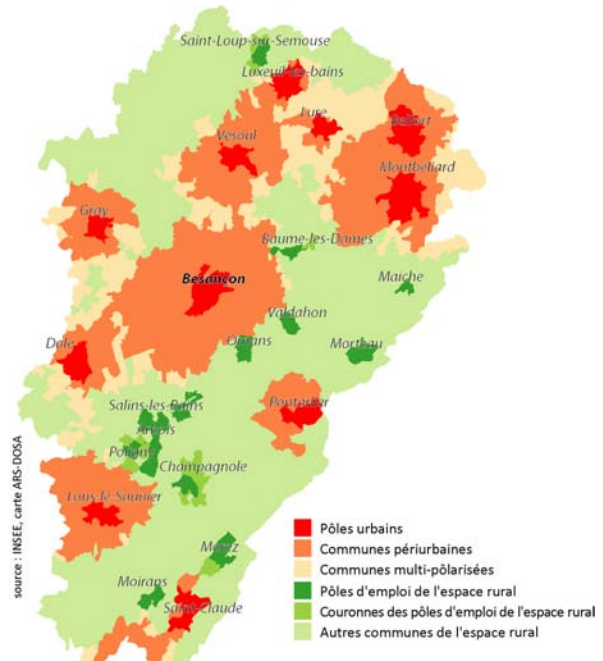 Saint-Loup-sur-Semouse
Luxeuil-les-bains
Lure
Belfort
Vesoul
Montbéliard
Gray
Baume-les-Dames
Besançon
Maiche
Valdahon
Dole
Ornans
Morteau
Salins-les-Bains
Pontarlier
Arbois
Poligny
Champagnole
Lons-le-Saunier
Morez
Moirans
Saint-Claude
source : INSEE, carte ARS-DOSA
Pôles urbains
Communes périurbaines
Communes multi-pôlarisées
Pôles d'emploi de l'espace rural
Couronnes des pôles d'emploi de l'espace rural
Autres communes de l'espace rural